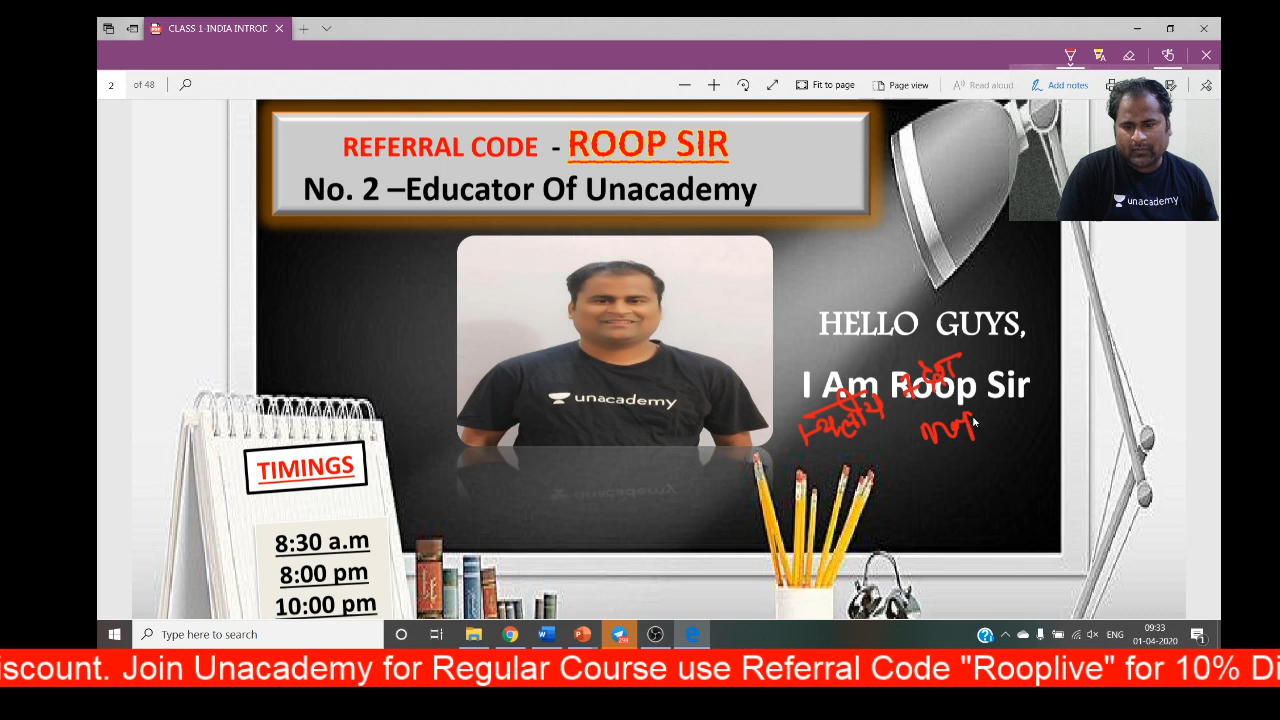 CLASS 1-INDIA INTROD
2 of 48
Fit to page
Page view
Read aloud
Add notes
REFERRAL CODE - ROOP SIR
No. 2 –Educator Of Unacademy
unacademy
unacademy
HELLO GUYS,
I Am Roop Sir
TIMINGS
8:30 a.m
8:00 pm
10:00 pm
Type here to search
298
ENG
09:33
01-04-2020
1
iscount. Join Unacademy for Regular Course use Referral Code "Rooplive" for 10% Di